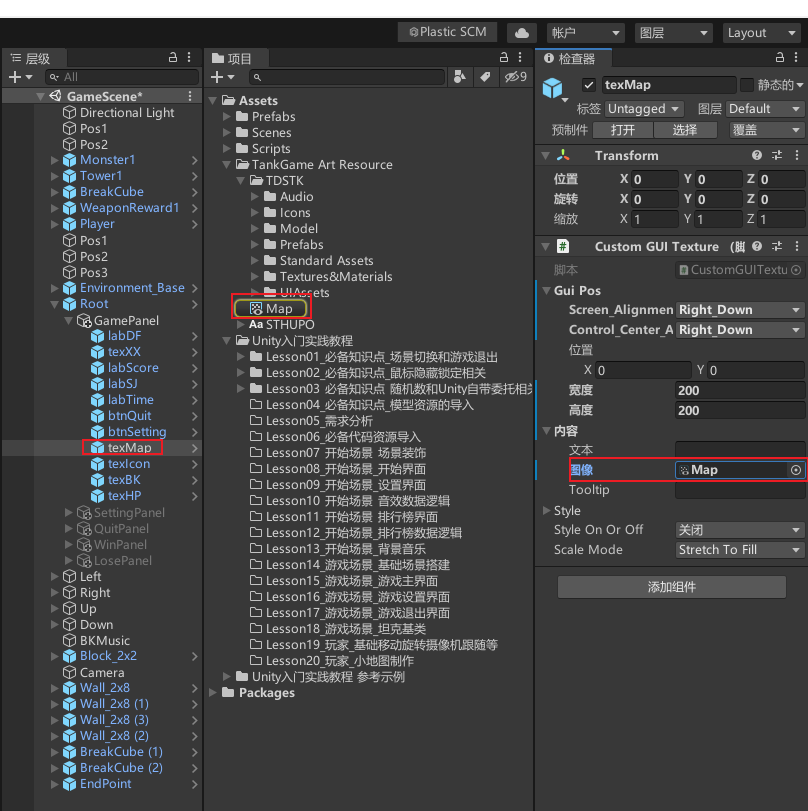 Plastic SCM
帐户
图层
Layout
层级
All
GameScene*
Directional Light
Pos1
Pos2
Monster1
Tower1
BreakCube
WeaponReward1
Player
Pos1
Pos2
Pos3
Environment_Base
Root
GamePanel
labDF
texXX
labScore
labSJ
labTime
btnQuit
btnSetting
texMap
texIcon
texBK
texHP
SettingPanel
QuitPanel
WinPanel
LosePanel
Left
Right
Up
Down
BKMusic
Block_2x2
Camera
Wall_2x8
Wall_2x8 (1)
Wall_2x8 (3)
Wall_2x8 (2)
BreakCube (1)
BreakCube (2)
EndPoint
项目
9
Assets
Prefabs
Scenes
Scripts
TankGame Art Resource
TDSTK
Audio
Icons
Model
Prefabs
Standard Assets
Textures&Materials
UIAssets
Map
Aa STHUPO
Unity入门实践教程
Lesson01_必备知识点_场景切换和游戏退出
Lesson02_必备知识点_鼠标隐藏锁定相关
Lesson03_必备知识点_随机数和Unity自带委托相关
Lesson04_必备知识点_模型资源的导入
Lesson05_需求分析
Lesson06_必备代码资源导入
Lesson07_开始场景_场景装饰
Lesson08_开始场景_开始界面
Lesson09_开始场景_设置界面
Lesson10_开始场景_音效数据逻辑
Lesson11_开始场景_排行榜界面
Lesson12_开始场景_排行榜数据逻辑
Lesson13_开始场景_背景音乐
Lesson14_游戏场景_基础场景搭建
Lesson15_游戏场景_游戏主界面
Lesson16_游戏场景_游戏设置界面
Lesson17_游戏场景_游戏退出界面
Lesson18_游戏场景_坦克基类
Lesson19_玩家_基础移动旋转摄像机跟随等
Lesson20_玩家_小地图制作
Unity入门实践教程 参考示例
Packages
检查器
texMap
静态的
标签 Untagged 图层 Default
预制件 打开 选择 覆盖
Transform
位置 X 0 Y 0 Z 0
旋转 X 0 Y 0 Z 0
缩放 X 1 Y 1 Z 1
# Custom GUI Texture (脚
脚本 # CustomGUITextu
Gui Pos
Screen_Alignmen Right_Down
Control_Center_A Right_Down
位置
X 0 Y 0
宽度 200
高度 200
内容
文本
图像 Map
Tooltip
Style
Style On Or Off 关闭
Scale Mode Stretch To Fill
添加组件